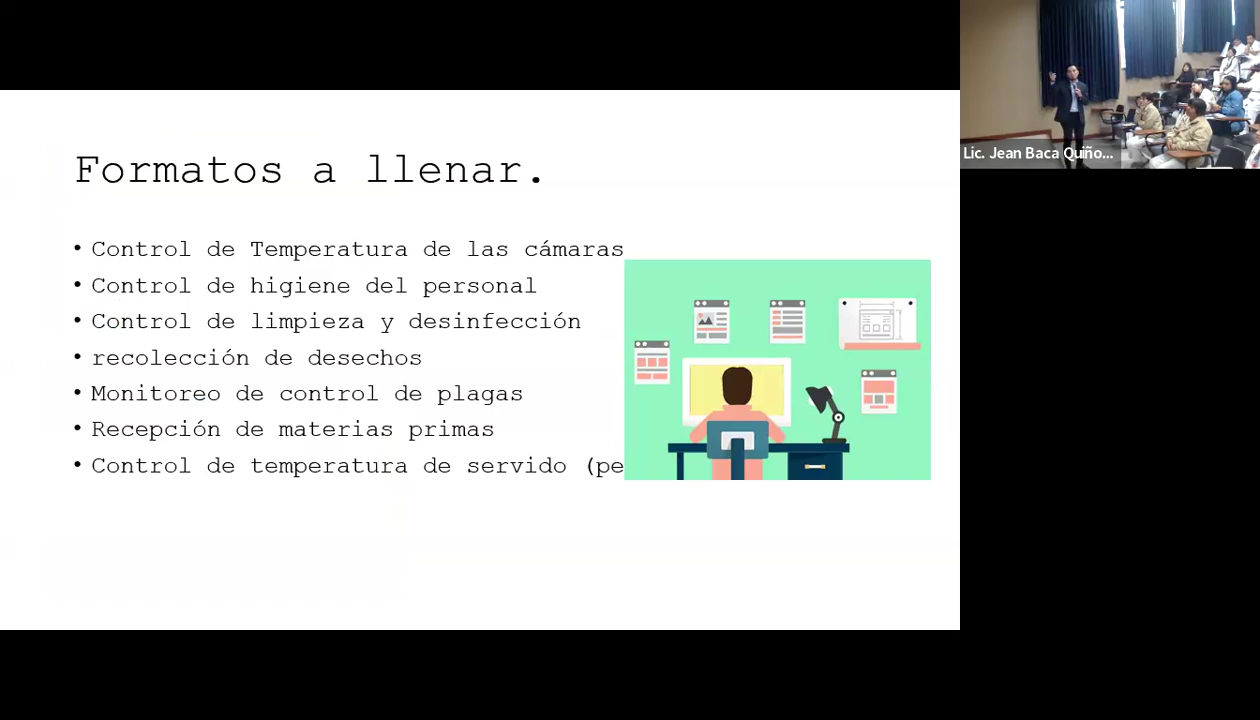 Formatos a llenar.
• Control de Temperatura de las cámaras
• Control de higiene del personal
• Control de limpieza y desinfección
• recolección de desechos
• Monitoreo de control de plagas
• Recepción de materias primas
• Control de temperatura de servido (pe
Lic. Jean Baca Quiño...